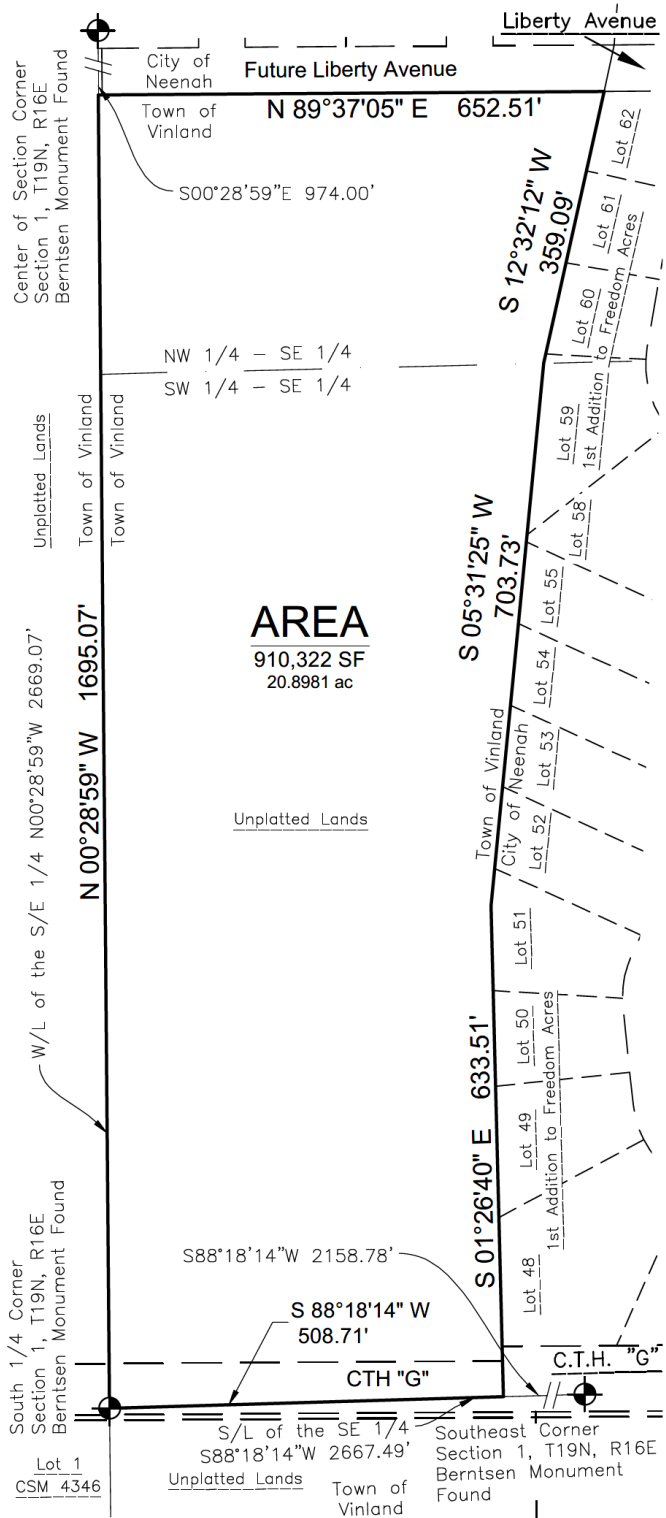 Liberty Avenue
City of
Neenah
Future Liberty Avenue
Town of
Vinland
N 89°37'05" E 652.51'
Center of Section Corner
Section 1, T19N, R16E
Berntsen Monument Found
S00°28'59"E 974.00'
S 12°32'12" W
359.09'
Lot 62
Lot 61
Lot 60
1st Addition to Freedom Acres
NW 1/4 - SE 1/4
SW 1/4 - SE 1/4
Unplatted Lands
Town of Vinland
Town of Vinland
Lot 59
Lot 58
S 05°31'25" W
703.73'
Lot 55
Lot 54
Lot 53
Lot 52
AREA
910,322 SF
20.8981 ac
N 00°28'59" W 1695.07'
W/L of the S/E 1/4 N00°28'59"W 2669.07'
Unplatted Lands
Town of Vinland
City of Neenah
Lot 51
Lot 50
Lot 49
Lot 48
1st Addition to Freedom Acres
S 01°26'40" E 633.51'
S88°18'14"W 2158.78'
S 88°18'14" W
508.71'
South 1/4 Corner
Section 1, T19N, R16E
Berntsen Monument Found
CTH "G"
C.T.H. "G"
S/L of the SE 1/4
S88°18'14"W 2667.49'
Southeast Corner
Section 1, T19N, R16E
Berntsen Monument
Found
Lot 1
CSM 4346
Unplatted Lands
Town of
Vinland